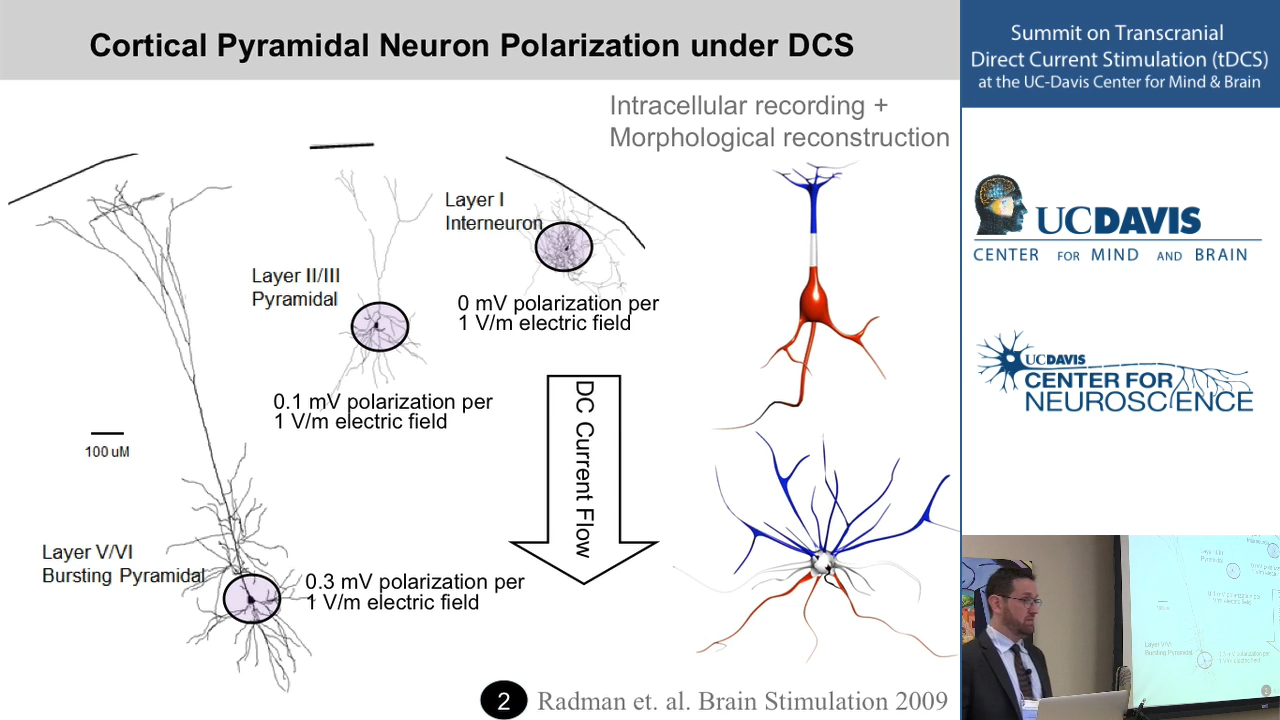 Cortical Pyramidal Neuron Polarization under DCS
Intracellular recording +
Morphological reconstruction
Layer I
Interneuron
Layer II/III
Pyramidal
0 mV polarization per
1 V/m electric field
0.1 mV polarization per
1 V/m electric field
DC Current Flow
100 uM
Layer V/VI
Bursting Pyramidal
0.3 mV polarization per
1 V/m electric field
2
Radman et. al. Brain Stimulation 2009
Summit on Transcranial
Direct Current Stimulation (tDCS)
at the UC-Davis Center for Mind & Brain
UCDAVIS
CENTER FOR MIND AND BRAIN
UCDAVIS
CENTER FOR
NEUROSCIENCE
Layer V/VI
Bursting Pyramidal